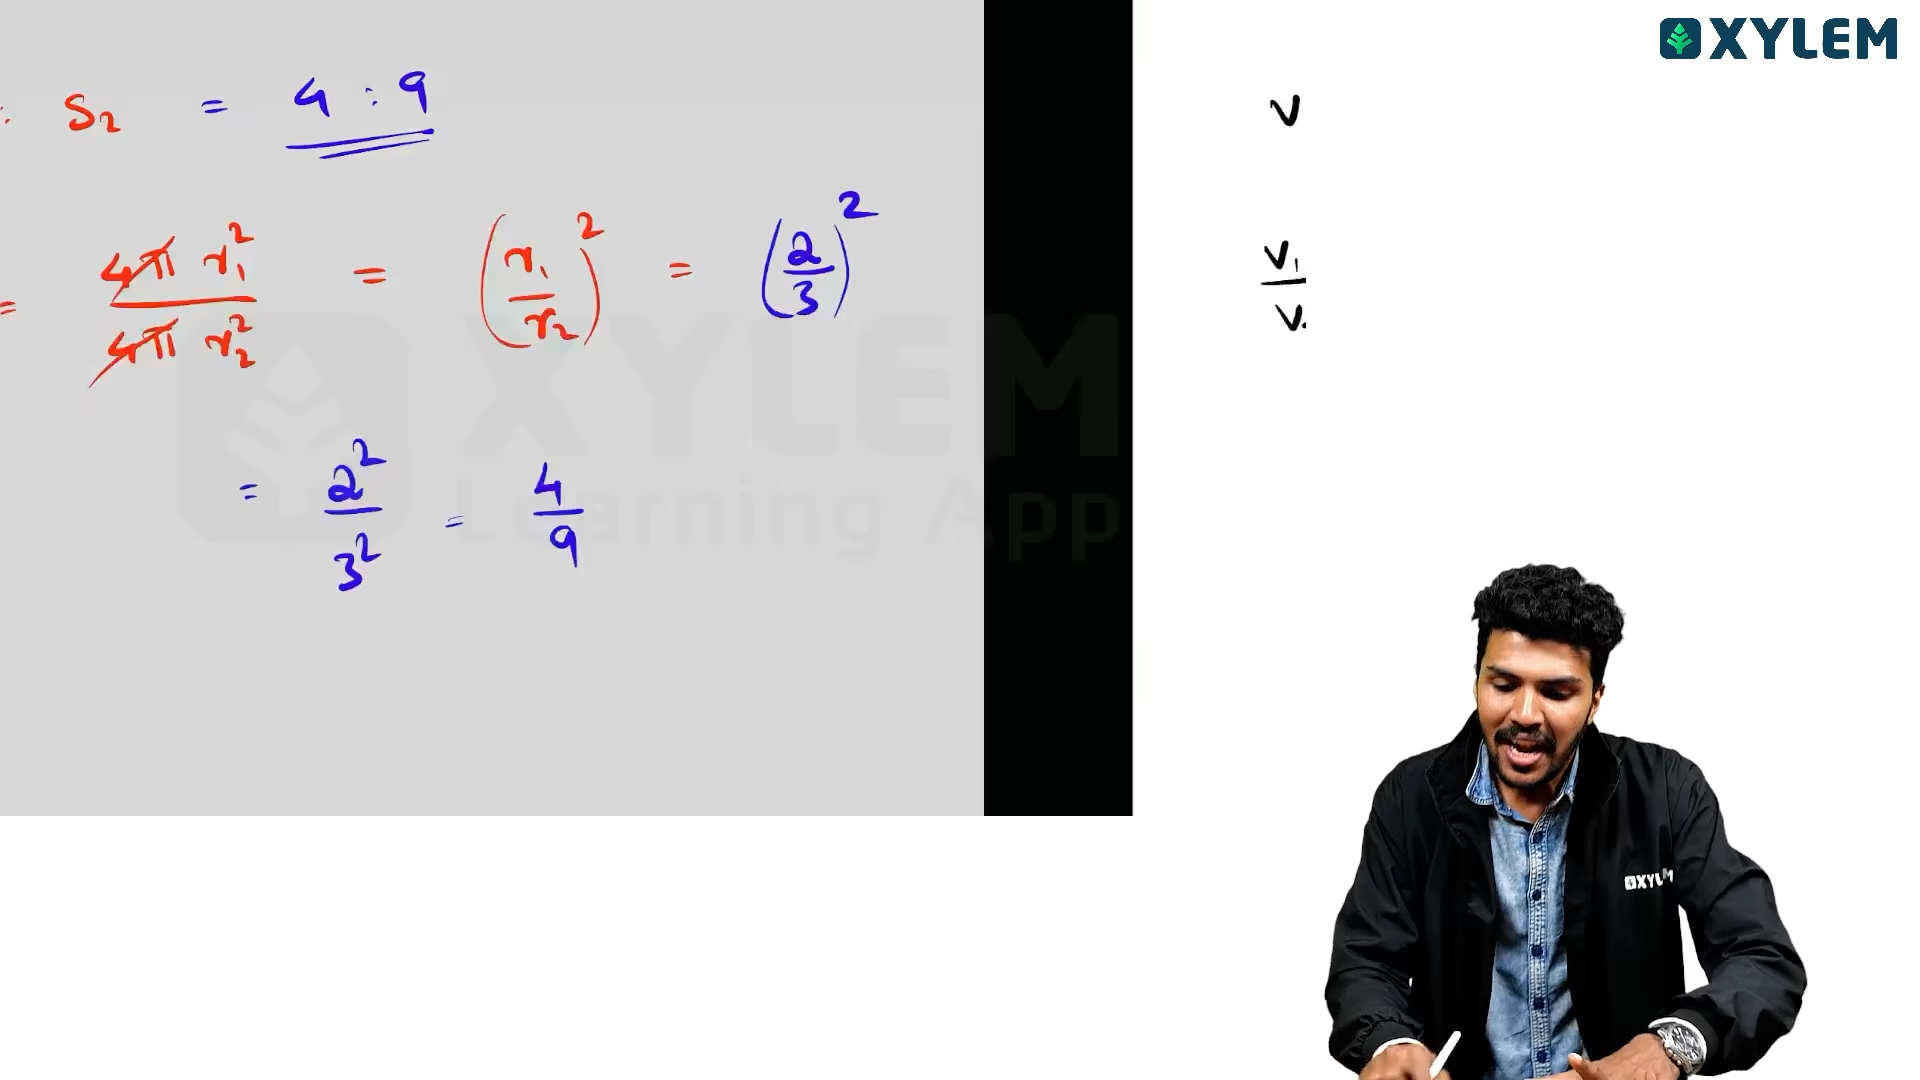 XYLEM
: S₂ = 4 : 9
V
= 4π r₁² / 4π r₂² = (r₁ / r₂)² = (2 / 3)²
V₁ / V.
= 2² / 3² = 4 / 9
XYLEM
Learning App
XYLEM